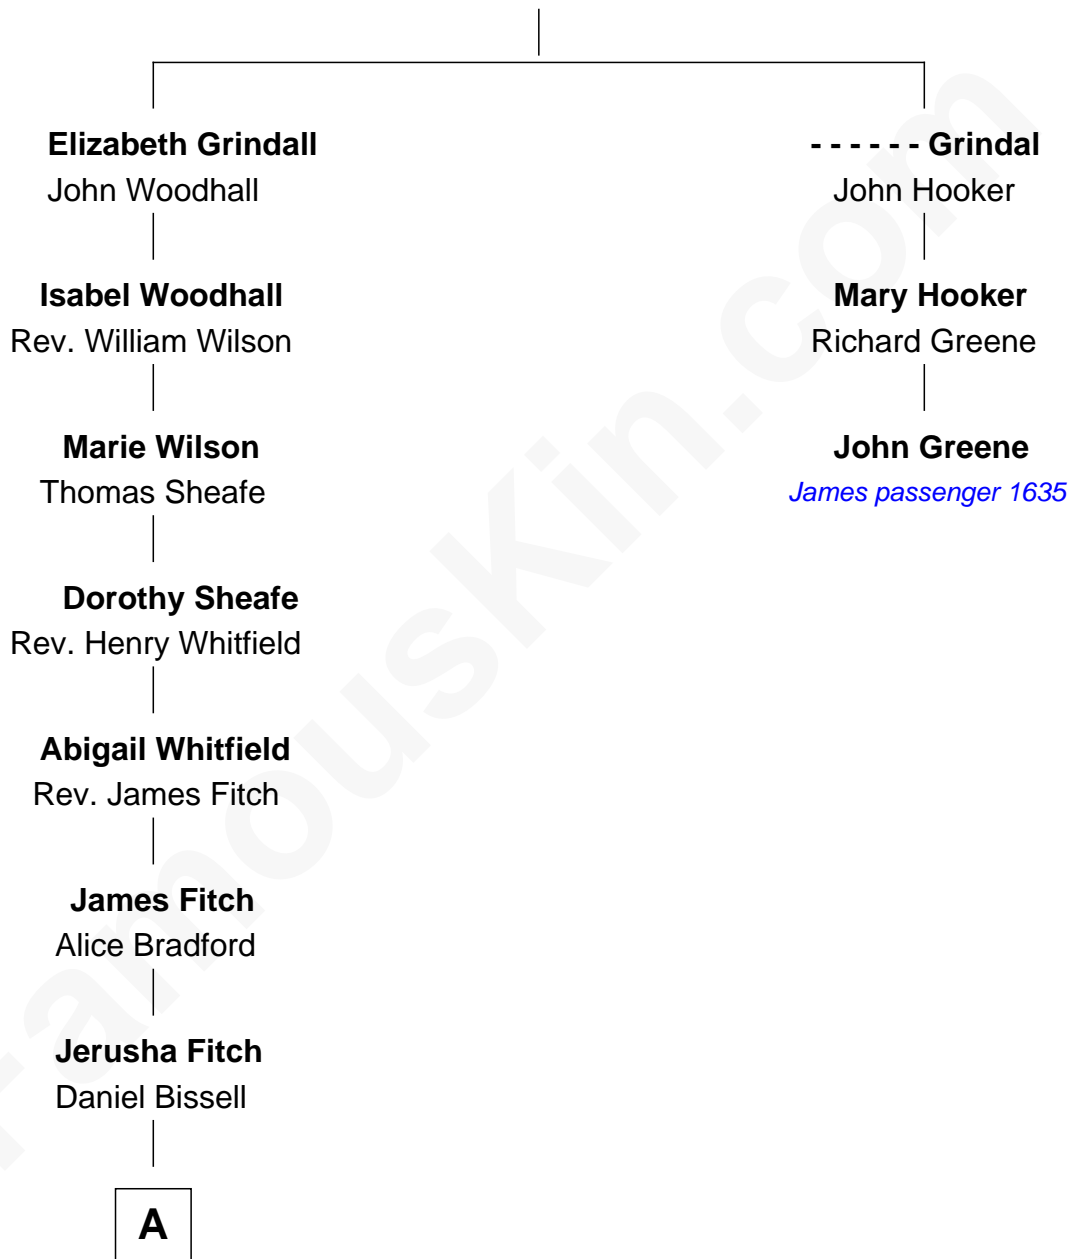 Elizabeth Grindall
John Woodhall
- - - - - - Grindal
John Hooker
Isabel Woodhall
Rev. William Wilson
Mary Hooker
Richard Greene
Marie Wilson
Thomas Sheafe
John Greene
James passenger 1635
Dorothy Sheafe
Rev. Henry Whitfield
Abigail Whitfield
Rev. James Fitch
James Fitch
Alice Bradford
Jerusha Fitch
Daniel Bissell
A
FamousKin.com